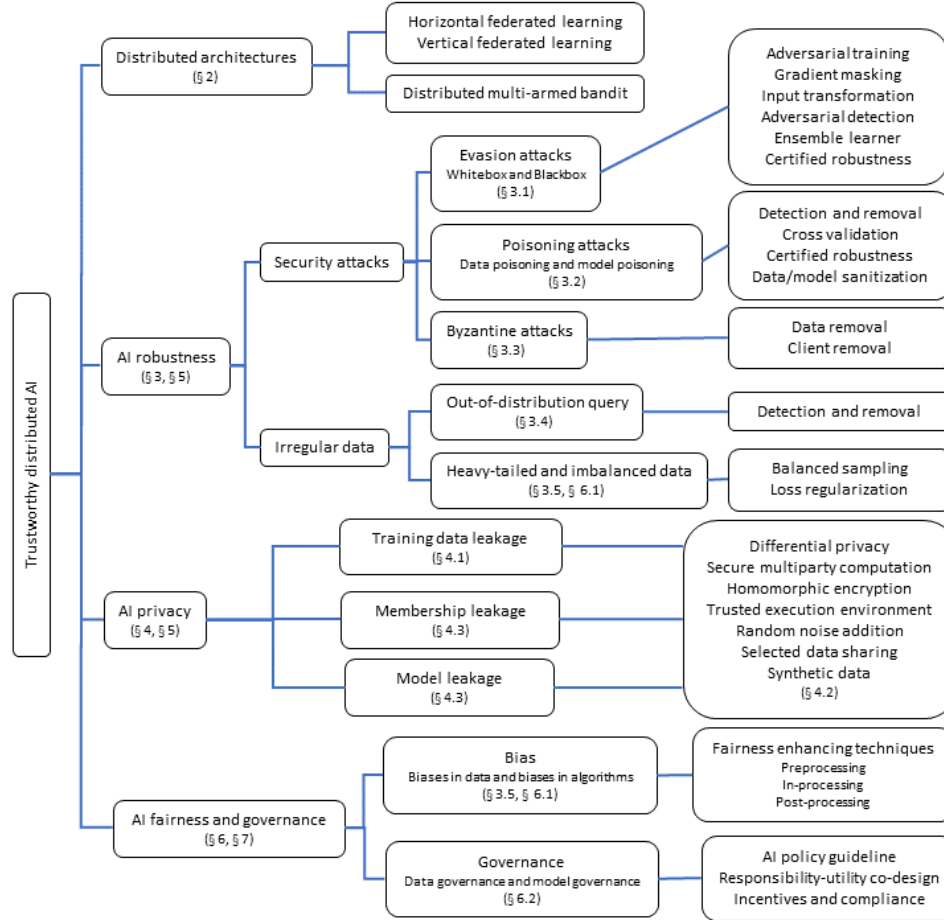 Trustworthy distributed AI
Distributed architectures
(§ 2)
Horizontal federated learning
Vertical federated learning
Distributed multi-armed bandit
AI robustness
(§ 3, § 5)
Security attacks
Evasion attacks
Whitebox and Blackbox
(§ 3.1)
Adversarial training
Gradient masking
Input transformation
Adversarial detection
Ensemble learner
Certified robustness
Poisoning attacks
Data poisoning and model poisoning
(§ 3.2)
Detection and removal
Cross validation
Certified robustness
Data/model sanitization
Byzantine attacks
(§ 3.3)
Data removal
Client removal
Irregular data
Out-of-distribution query
(§ 3.4)
Detection and removal
Heavy-tailed and imbalanced data
(§ 3.5, § 6.1)
Balanced sampling
Loss regularization
AI privacy
(§ 4, § 5)
Training data leakage
(§ 4.1)
Membership leakage
(§ 4.3)
Model leakage
(§ 4.3)
Differential privacy
Secure multiparty computation
Homomorphic encryption
Trusted execution environment
Random noise addition
Selected data sharing
Synthetic data
(§ 4.2)
AI fairness and governance
(§ 6, § 7)
Bias
Biases in data and biases in algorithms
(§ 3.5, § 6.1)
Fairness enhancing techniques
Preprocessing
In-processing
Post-processing
Governance
Data governance and model governance
(§ 6.2)
AI policy guideline
Responsibility-utility co-design
Incentives and compliance